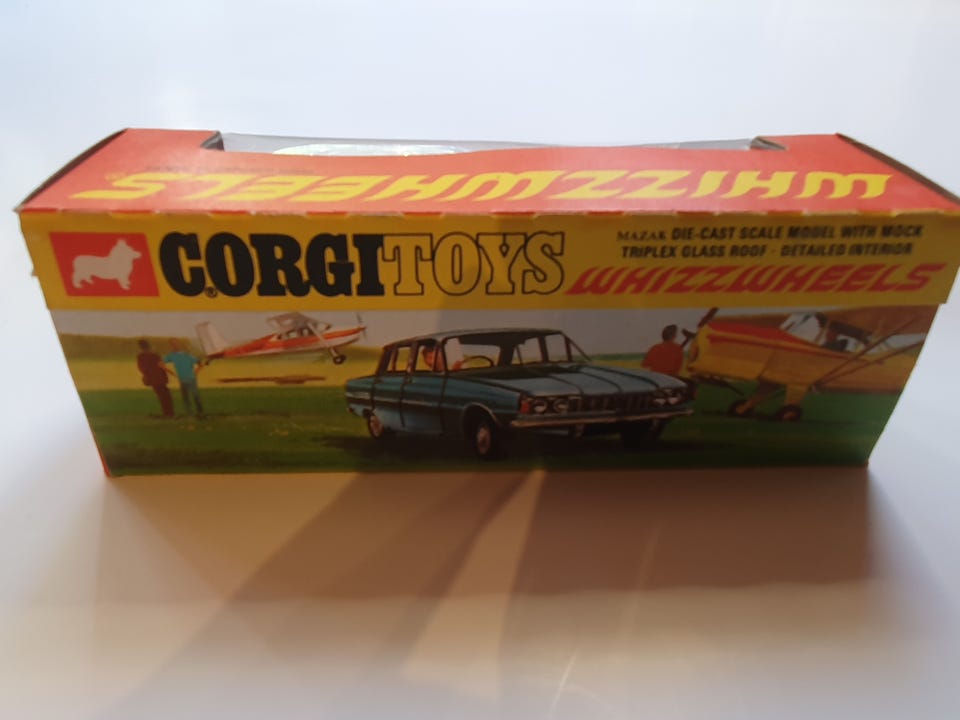 WHIZZWHEELS
CORGI TOYS
®
MAZAK DIE-CAST SCALE MODEL WITH MOCK
TRIPLEX GLASS ROOF - DETAILED INTERIOR
WHIZZWHEELS